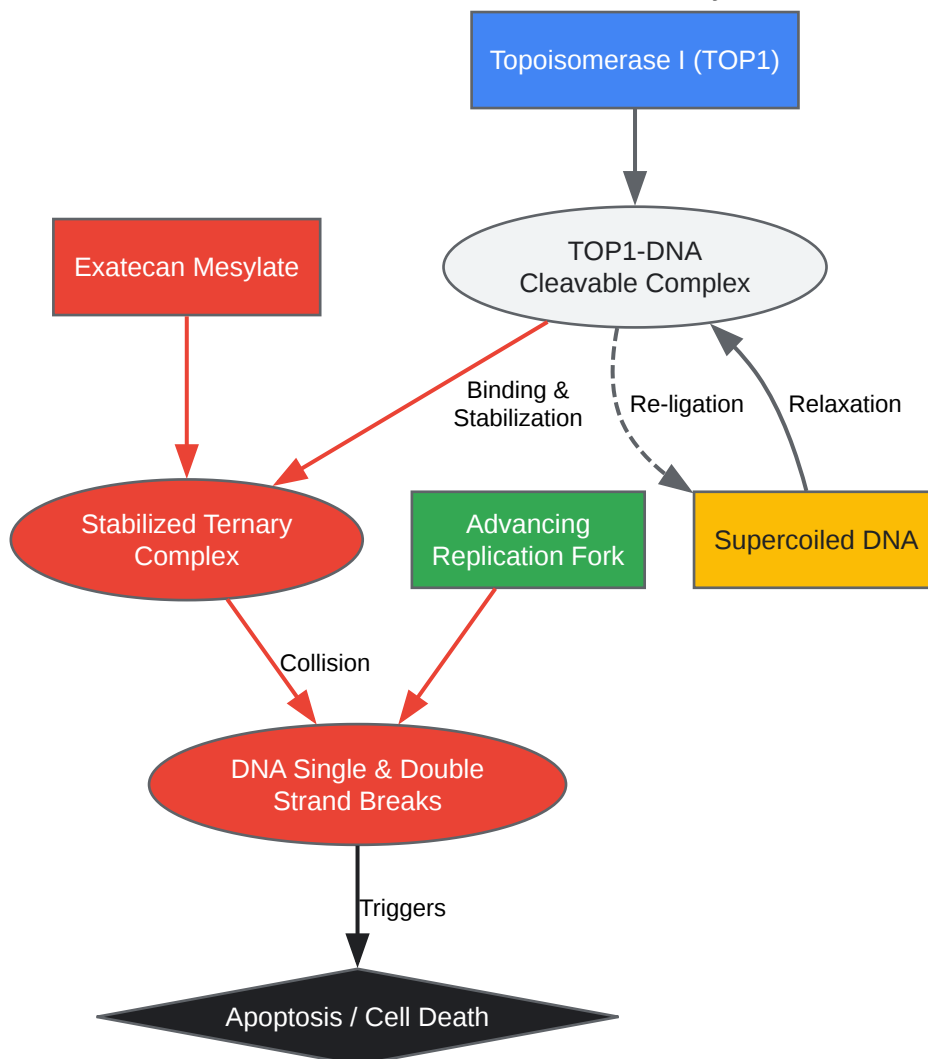 Topoisomerase I (TOP1)
TOP1-DNA
Cleavable Complex
Exatecan Mesylate
Binding &
Stabilization
Re-ligation
Relaxation
Stabilized Ternary
Complex
Advancing
Replication Fork
Supercoiled DNA
Collision
DNA Single & Double
Strand Breaks
Triggers
Apoptosis / Cell Death